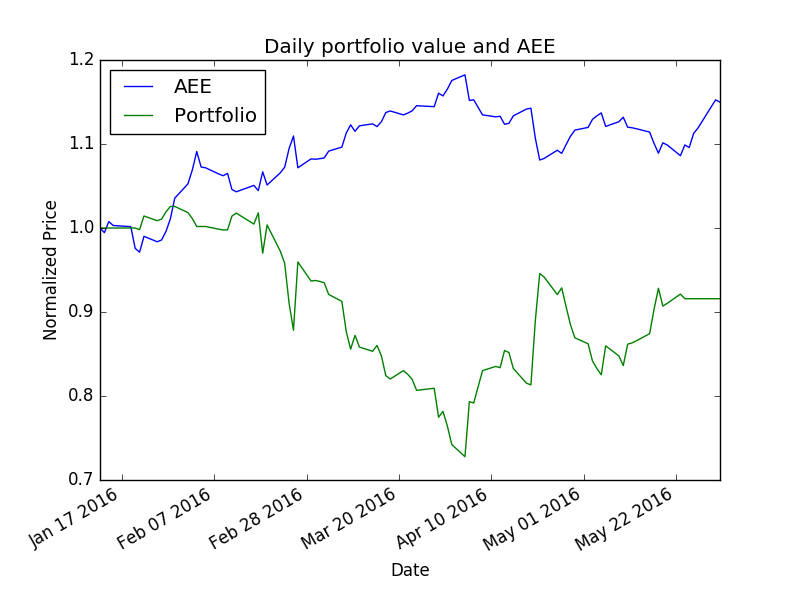 Daily portfolio value and AEE
AEE
Portfolio
1.2
1.1
1.0
0.9
0.8
0.7
Normalized Price
Jan 17 2016
Feb 07 2016
Feb 28 2016
Mar 20 2016
Apr 10 2016
May 01 2016
May 22 2016
Date